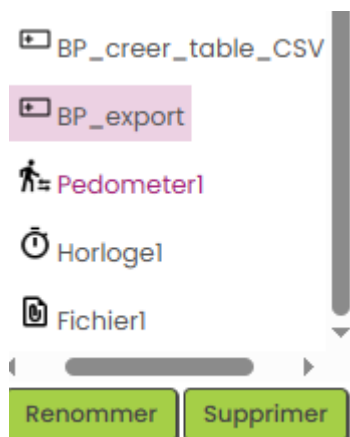 BP_creer_table_CSV
BP_export
Pedometer1
Horloge1
Fichier1
Renommer Supprimer